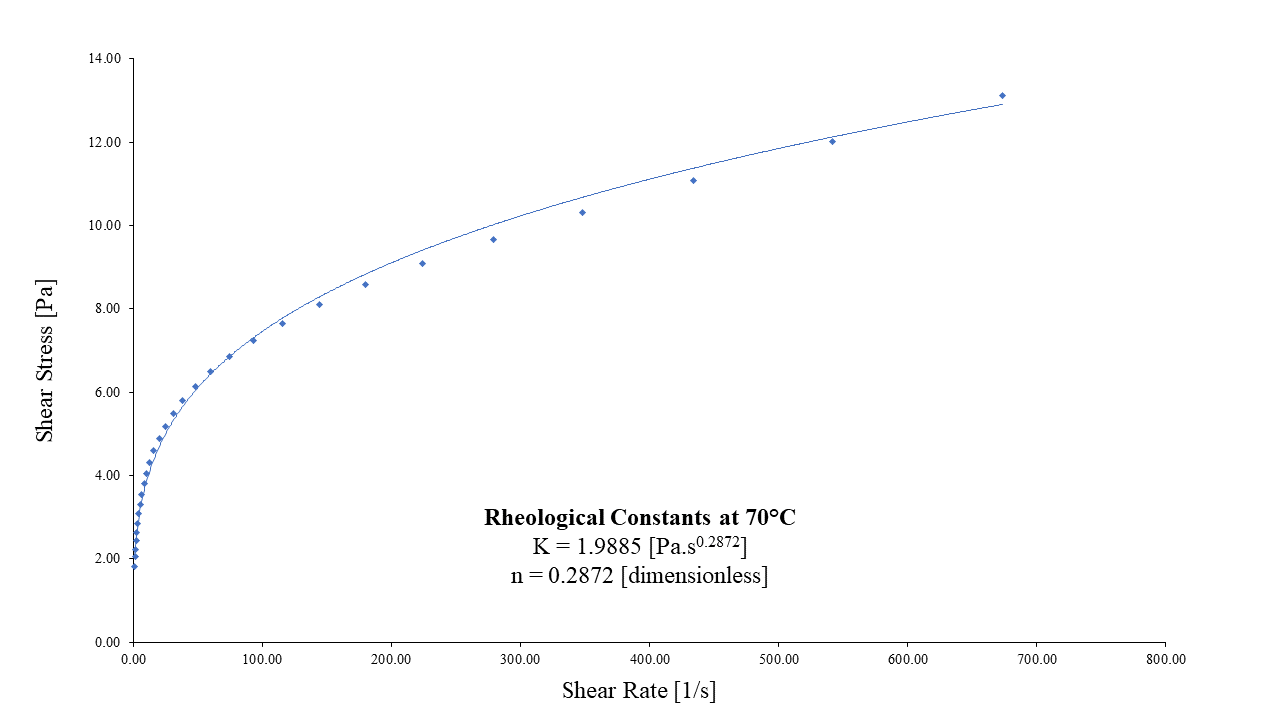 14.00
12.00
10.00
8.00
6.00
4.00
2.00
0.00
Shear Stress [Pa]
Rheological Constants at 70°C
K = 1.9885 [Pa.s^0.2872]
n = 0.2872 [dimensionless]
0.00 100.00 200.00 300.00 400.00 500.00 600.00 700.00 800.00
Shear Rate [1/s]